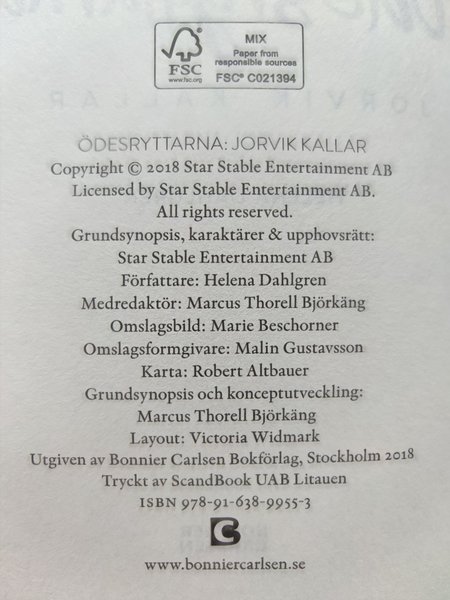 FSC
www.fsc.org
MIX
Paper from
responsible sources
FSC® C021394
JORVIK KALLAR
ÖDESRYTTARNA: JORVIK KALLAR
Copyright © 2018 Star Stable Entertainment AB
Licensed by Star Stable Entertainment AB.
All rights reserved.
Grundsynopsis, karaktärer & upphovsrätt:
Star Stable Entertainment AB
Författare: Helena Dahlgren
Medredaktör: Marcus Thorell Björkäng
Omslagsbild: Marie Beschorner
Omslagsformgivare: Malin Gustavsson
Karta: Robert Altbauer
Grundsynopsis och konceptutveckling:
Marcus Thorell Björkäng
Layout: Victoria Widmark
Utgiven av Bonnier Carlsen Bokförlag, Stockholm 2018
Tryckt av ScandBook UAB Litauen
ISBN 978-91-638-9955-3
BC
www.bonniercarlsen.se